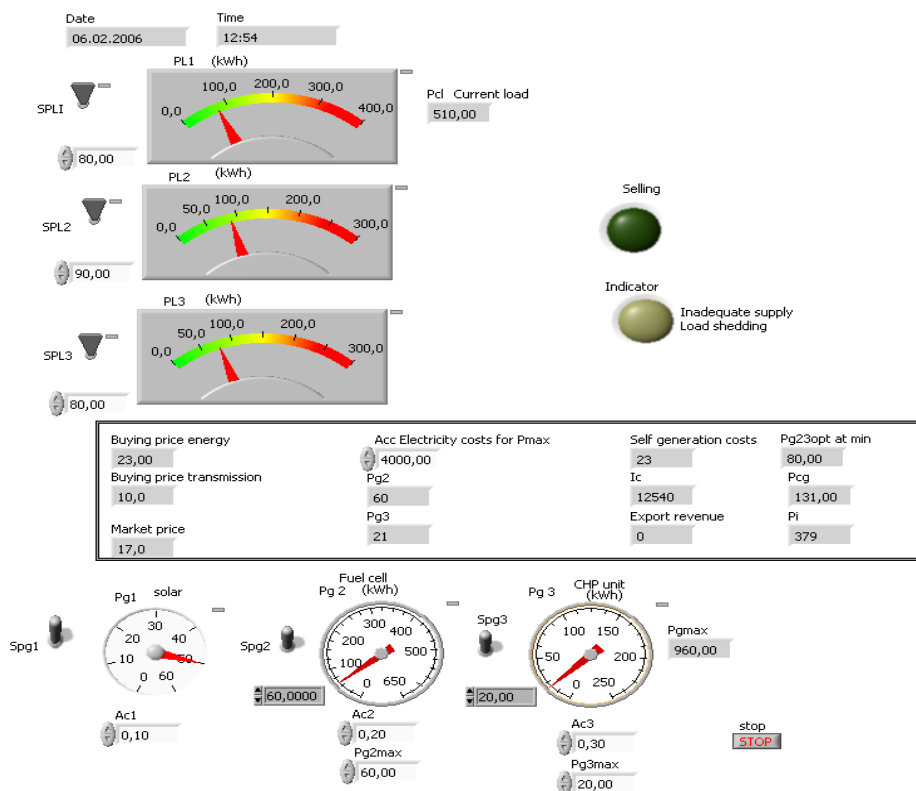 Date
Time
06.02.2006
12:54
PL1 (kWh)
SPLI
0,0 100,0 200,0 300,0 400,0
80,00
Pcl Current load
510,00
PL2 (kWh)
SPL2
0,0 50,0 100,0 200,0 300,0
90,00
Selling
PL3 (kWh)
SPL3
0,0 50,0 100,0 200,0 300,0
80,00
Indicator
Inadequate supply
Load shedding
Buying price energy
23,00
Buying price transmission
10,0
Market price
17,0
Acc Electricity costs for Pmax
4000,00
Pg2
60
Pg3
21
Self generation costs
23
Ic
12540
Export revenue
0
Pg23opt at min
80,00
Pcg
131,00
Pi
379
Pg1 solar
Spg1
0 10 20 30 40 50 60
Ac1
0,10
Fuel cell
Pg 2 (kWh)
Spg2
0 100 200 300 400 500 650
60,0000
Ac2
0,20
Pg2max
60,00
CHP unit
Pg 3 (kWh)
Spg3
0 50 100 150 200 250
20,00
Ac3
0,30
Pg3max
20,00
Pgmax
960,00
stop
STOP